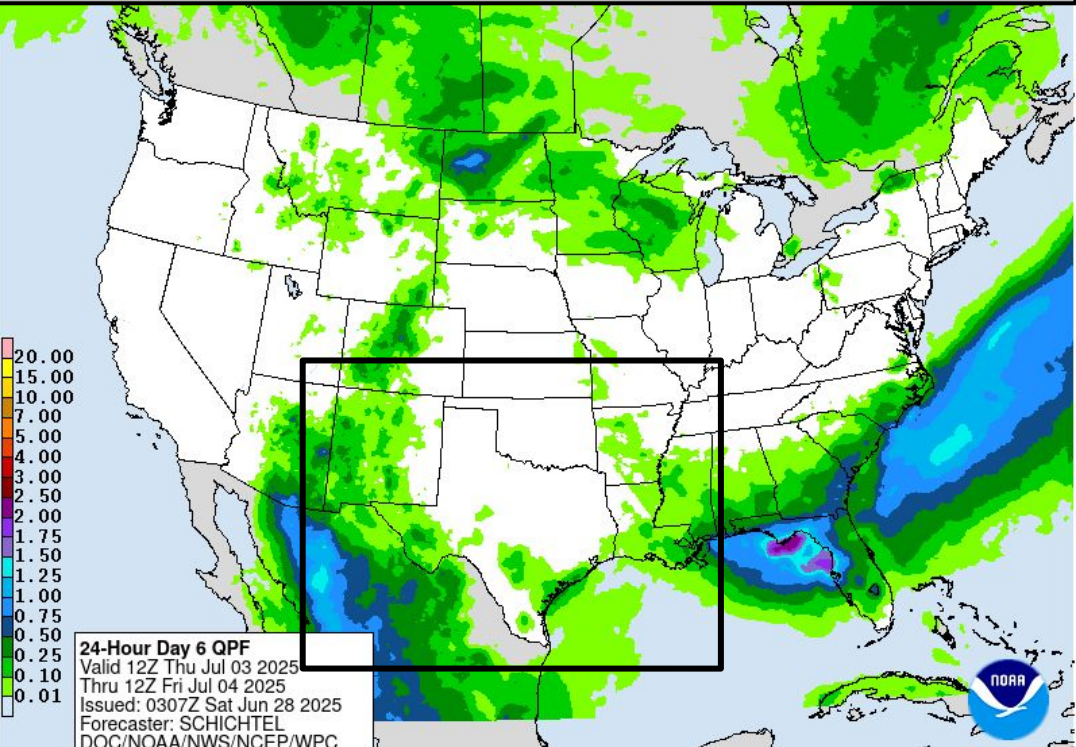 20.00
15.00
10.00
7.00
5.00
4.00
3.00
2.50
2.00
1.75
1.50
1.25
1.00
0.75
0.50
0.25
0.10
0.01
24-Hour Day 6 QPF
Valid 12Z Thu Jul 03 2025
Thru 12Z Fri Jul 04 2025
Issued: 0307Z Sat Jun 28 2025
Forecaster: SCHICHTEL
DOC/NOAA/NWS/NCEP/WPC
NOAA